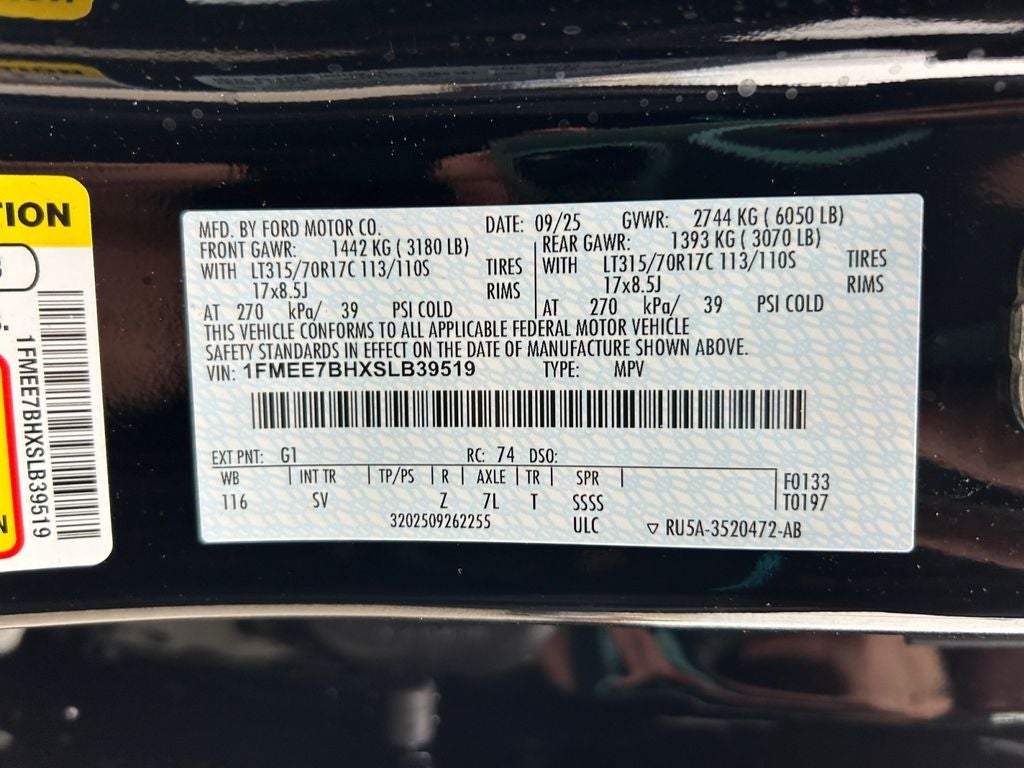 TION
1FMEE7BHXSLB39519
MFD. BY FORD MOTOR CO. DATE: 09/25 GVWR: 2744 KG ( 6050 LB)
FRONT GAWR: 1442 KG ( 3180 LB) REAR GAWR: 1393 KG ( 3070 LB)
WITH LT315/70R17C 113/110S TIRES WITH LT315/70R17C 113/110S TIRES
17x8.5J RIMS 17x8.5J RIMS
AT 270 kPa/ 39 PSI COLD AT 270 kPa/ 39 PSI COLD
THIS VEHICLE CONFORMS TO ALL APPLICABLE FEDERAL MOTOR VEHICLE
SAFETY STANDARDS IN EFFECT ON THE DATE OF MANUFACTURE SHOWN ABOVE.
VIN: 1FMEE7BHXSLB39519 TYPE: MPV
EXT PNT: G1 RC: 74 DSO:
WB INT TR TP/PS R AXLE TR SPR F0133
116 SV Z 7L T SSSS T0197
3202509262255 ULC RU5A-3520472-AB